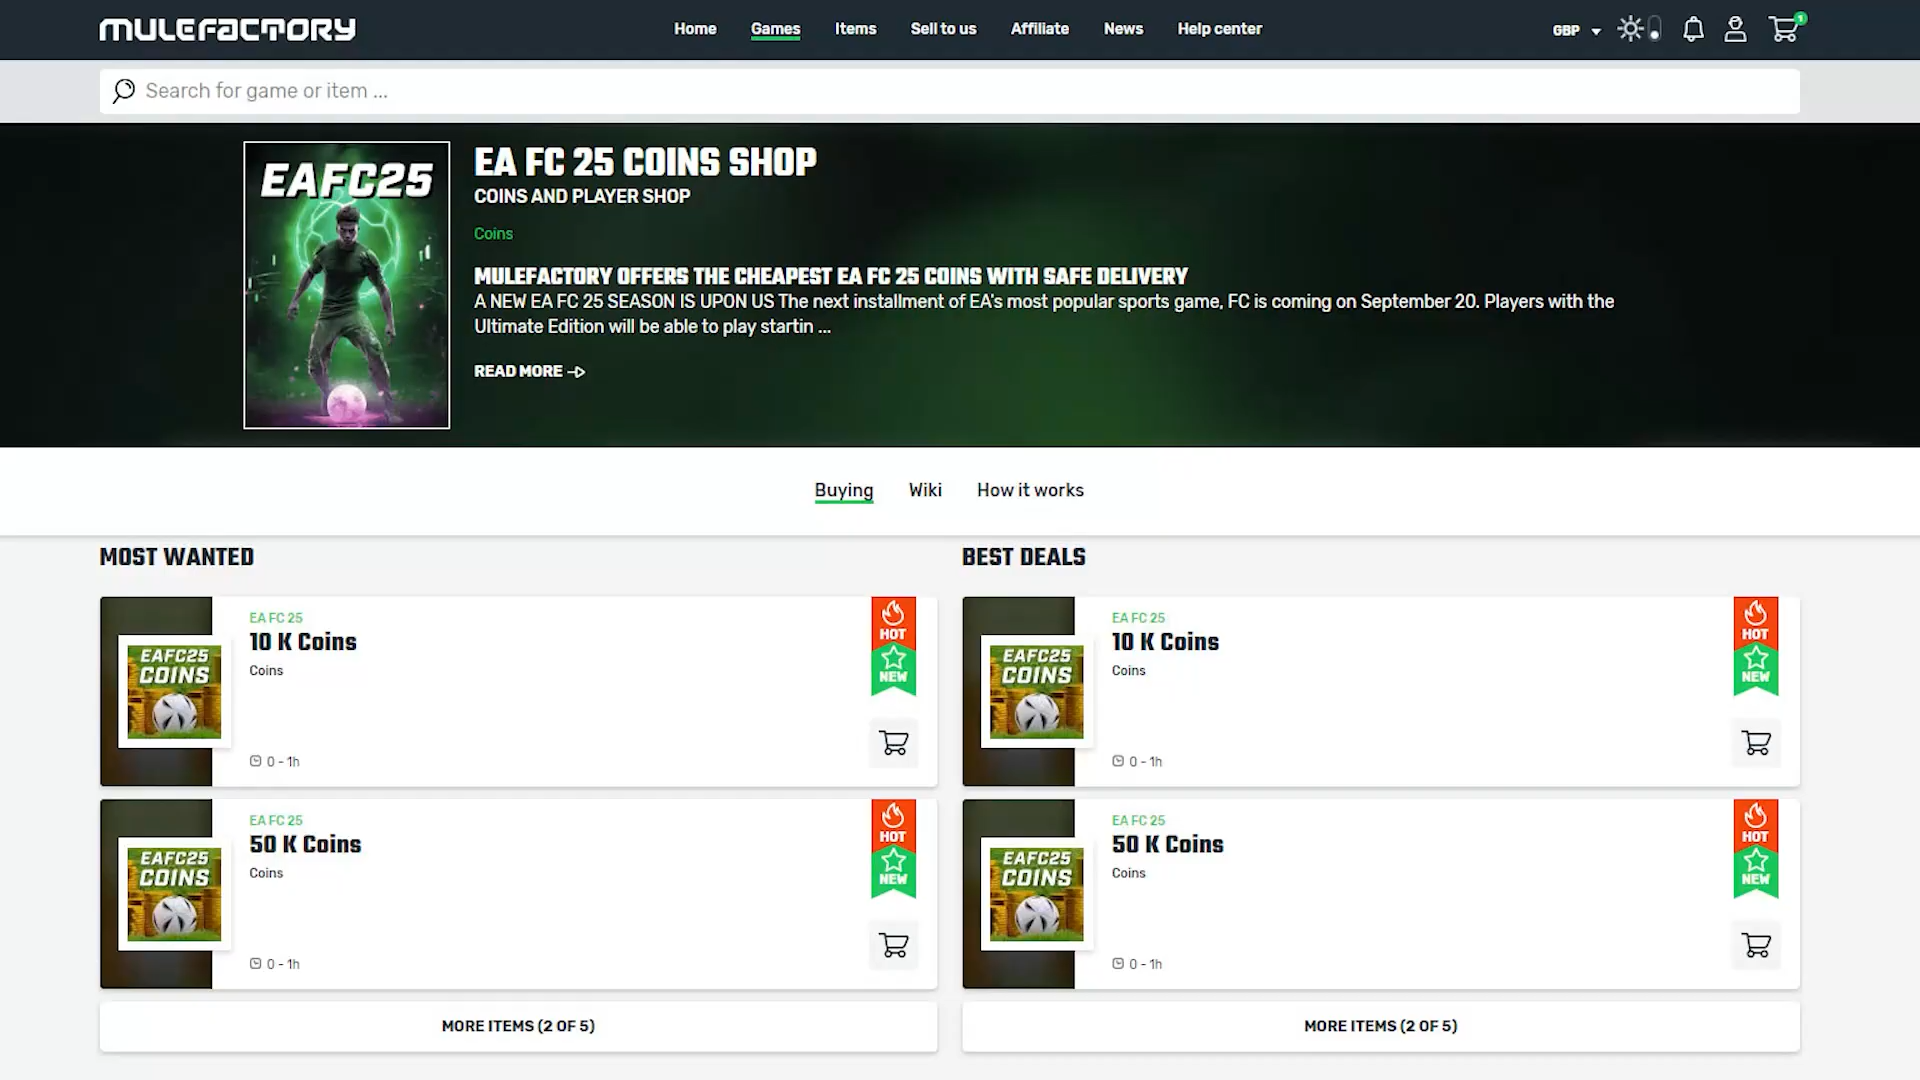 MULEFACTORY
Home
Games
Items
Sell to us
Affiliate
News
Help center
GBP
1
Search for game or item ...
EAFC25
EA FC 25 COINS SHOP
COINS AND PLAYER SHOP
Coins
MULEFACTORY OFFERS THE CHEAPEST EA FC 25 COINS WITH SAFE DELIVERY
A NEW EA FC 25 SEASON IS UPON US The next installment of EA's most popular sports game, FC is coming on September 20. Players with the
Ultimate Edition will be able to play startin ...
READ MORE
Buying
Wiki
How it works
MOST WANTED
EAFC25
COINS
EA FC 25
10 K Coins
Coins
0 - 1h
HOT
NEW
EAFC25
COINS
EA FC 25
50 K Coins
Coins
0 - 1h
HOT
NEW
MORE ITEMS (2 OF 5)
BEST DEALS
EAFC25
COINS
EA FC 25
10 K Coins
Coins
0 - 1h
HOT
NEW
EAFC25
COINS
EA FC 25
50 K Coins
Coins
0 - 1h
HOT
NEW
MORE ITEMS (2 OF 5)